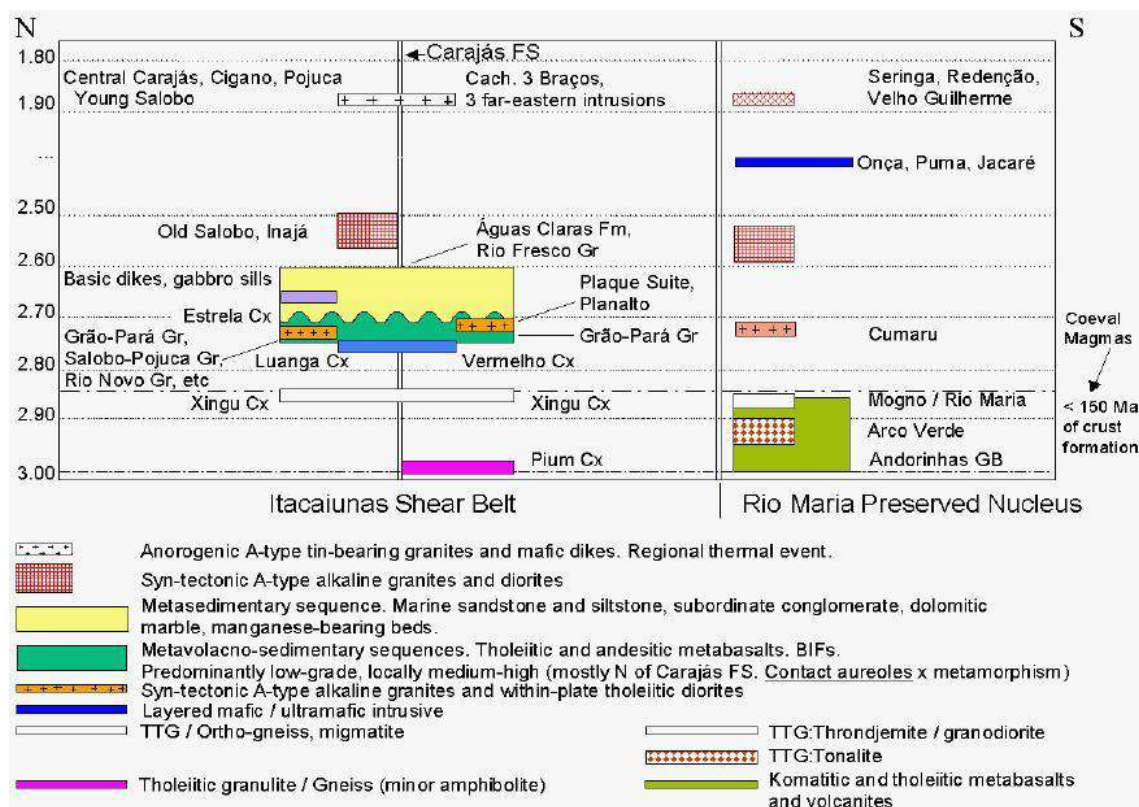 N
S
1.80
Carajás FS
Central Carajás, Cigano, Pojuca
Young Salobo
Cach. 3 Braços,
3 far-eastern intrusions
Seringa, Redenção,
Velho Guilherme
1.90
Onça, Puma, Jacaré
2.50
Old Salobo, Inajá
Águas Claras Fm,
Rio Fresco Gr
2.60
Basic dikes, gabbro sills
Plaque Suite,
Planalto
2.70
Estrela Cx
Grão-Pará Gr,
Salobo-Pojuca Gr,
Rio Novo Gr, etc
Luanga Cx
Vermelho Cx
Grão-Pará Gr
Cumaru
Coeval
Magmas
2.80
Xingu Cx
Xingu Cx
Mogno / Rio Maria
< 150 Ma
of crust
formation
2.90
Arco Verde
Pium Cx
Andorinhas GB
3.00
Itacaiunas Shear Belt
Rio Maria Preserved Nucleus
Anorogenic A-type tin-bearing granites and mafic dikes. Regional thermal event.
Syn-tectonic A-type alkaline granites and diorites
Metasedimentary sequence. Marine sandstone and siltstone, subordinate conglomerate, dolomitic
marble, manganese-bearing beds.
Metavolacno-sedimentary sequences. Tholeiitic and andesitic metabasalts. BIFs.
Predominantly low-grade, locally medium-high (mostly N of Carajás FS. Contact aureoles x metamorphism)
Syn-tectonic A-type alkaline granites and within-plate tholeiitic diorites
Layered mafic / ultramafic intrusive
TTG / Ortho-gneiss, migmatite
TTG:Throndjemite / granodiorite
TTG:Tonalite
Tholeiitic granulite / Gneiss (minor amphibolite)
Komatitic and tholeiitic metabasalts
and volcanites